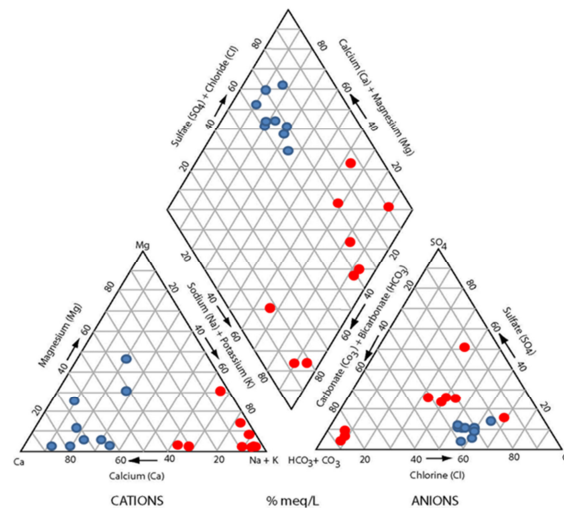 80
80
Sulfate (SO₄) + Chloride (Cl)
Calcium (Ca) + Magnesium (Mg)
60
60
40
40
20
20
Mg
SO₄
80
20
20
80
Magnesium (Mg)
60
40
20
Sodium (Na) + Potassium (K)
40
60
80
40
60
80
Carbonate (Co₃) + Bicarbonate (HCO₃)
40
60
80
40
60
80
Sulfate (SO₄)
60
40
20
Ca
80
60
Na + K
HCO₃+ CO₃
20
40
60
80
Calcium (Ca)
Chlorine (Cl)
CATIONS
% meq/L
ANIONS